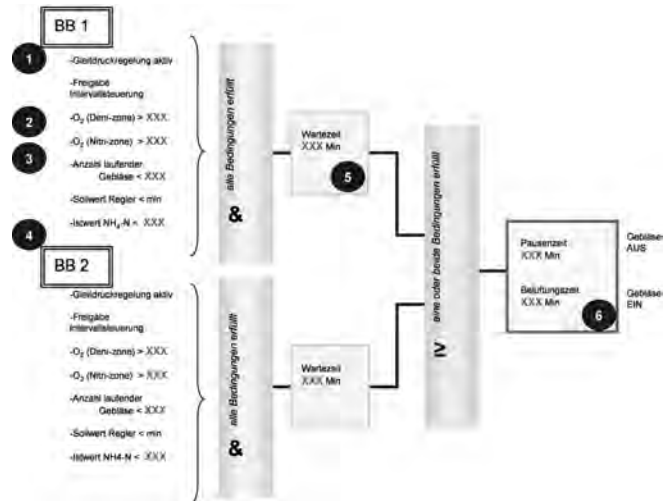 BB 1
1
-Gleitdruckregelung aktiv
-Freigabe
Intervallsteuerung
2
-O₂ (Deni-zone) > XXX
-O₂ (Nitri-zone) > XXX
3
-Anzahl laufender
Gebläse < XXX
-Sollwert Regler < min
4
-Istwert NH₄-N < XXX
alle Bedingungen erfüllt
&
Wartezeit
XXX Min
5
BB 2
-Gleitdruckregelung aktiv
-Freigabe
Intervallsteuerung
-O₂ (Deni-zone) > XXX
-O₂ (Nitri-zone) > XXX
-Anzahl laufender
Gebläse < XXX
-Sollwert Regler < min
-Istwert NH4-N < XXX
alle Bedingungen erfüllt
&
Wartezeit
XXX Min
eine oder beide Bedingungen erfüllt
≥
Pausenzeit
XXX Min
Belüftungszeit
XXX Min
6
Gebläse-
AUS
Gebläse-
EIN